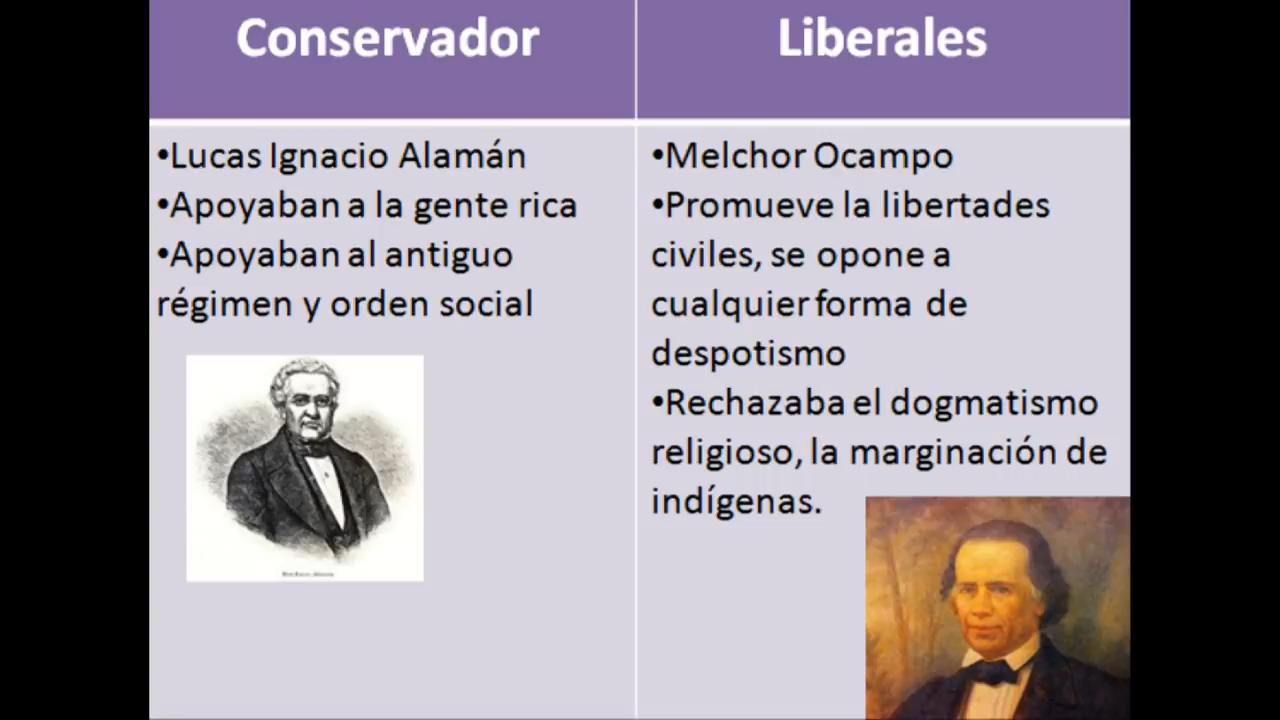 Conservador
Liberales
•Lucas Ignacio Alamán
•Apoyaban a la gente rica
•Apoyaban al antiguo
régimen y orden social
•Melchor Ocampo
•Promueve la libertades
civiles, se opone a
cualquier forma de
despotismo
•Rechazaba el dogmatismo
religioso, la marginación de
indígenas.